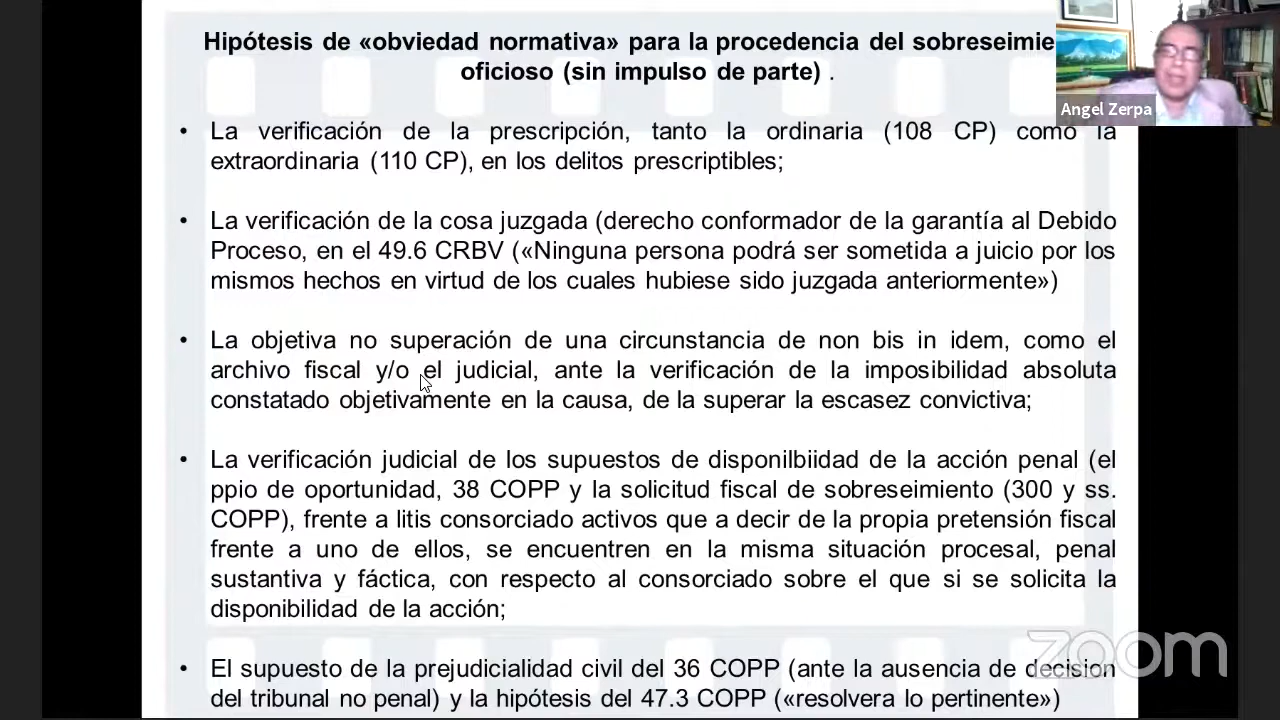 Hipótesis de «obviedad normativa» para la procedencia del
oficioso (sin impulso de parte) .
Angel Zerpa
• La verificación de la prescripción, tanto la ordinaria (108 CP) como la
extraordinaria (110 CP), en los delitos prescriptibles;
• La verificación de la cosa juzgada (derecho conformador de la garantía al Debido
Proceso, en el 49.6 CRBV («Ninguna persona podrá ser sometida a juicio por los
mismos hechos en virtud de los cuales hubiese sido juzgada anteriormente»)
• La objetiva no superación de una circunstancia de non bis in idem, como el
archivo fiscal y/o el judicial, ante la verificación de la imposibilidad absoluta
constatado objetivamente en la causa, de la superar la escasez convictiva;
• La verificación judicial de los supuestos de disponilbiidad de la acción penal (el
ppio de oportunidad, 38 COPP y la solicitud fiscal de sobreseimiento (300 y ss.
COPP), frente a litis consorciado activos que a decir de la propia pretensión fiscal
frente a uno de ellos, se encuentren en la misma situación procesal, penal
sustantiva y fáctica, con respecto al consorciado sobre el que si se solicita la
disponibilidad de la acción;
• El supuesto de la prejudicialidad civil del 36 COPP (ante la ausencia de decision
del tribunal no penal) y la hipótesis del 47.3 COPP («resolvera lo pertinente»)
zoom